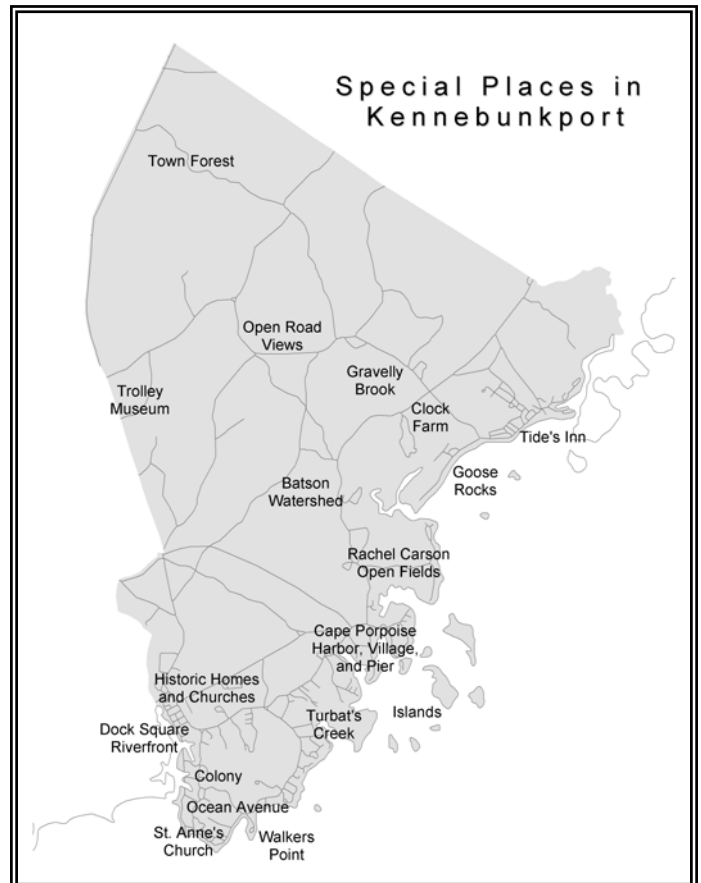 Special Places in
Kennebunkport
Town Forest
Open Road
Views
Gravelly
Brook
Trolley
Museum
Clock
Farm
Tide's Inn
Goose
Rocks
Batson
Watershed
Rachel Carson
Open Fields
Cape Porpoise
Harbor, Village,
and Pier
Historic Homes
and Churches
Islands
Turbat's
Creek
Dock Square
Riverfront
Colony
Ocean Avenue
St. Anne's
Church
Walkers
Point